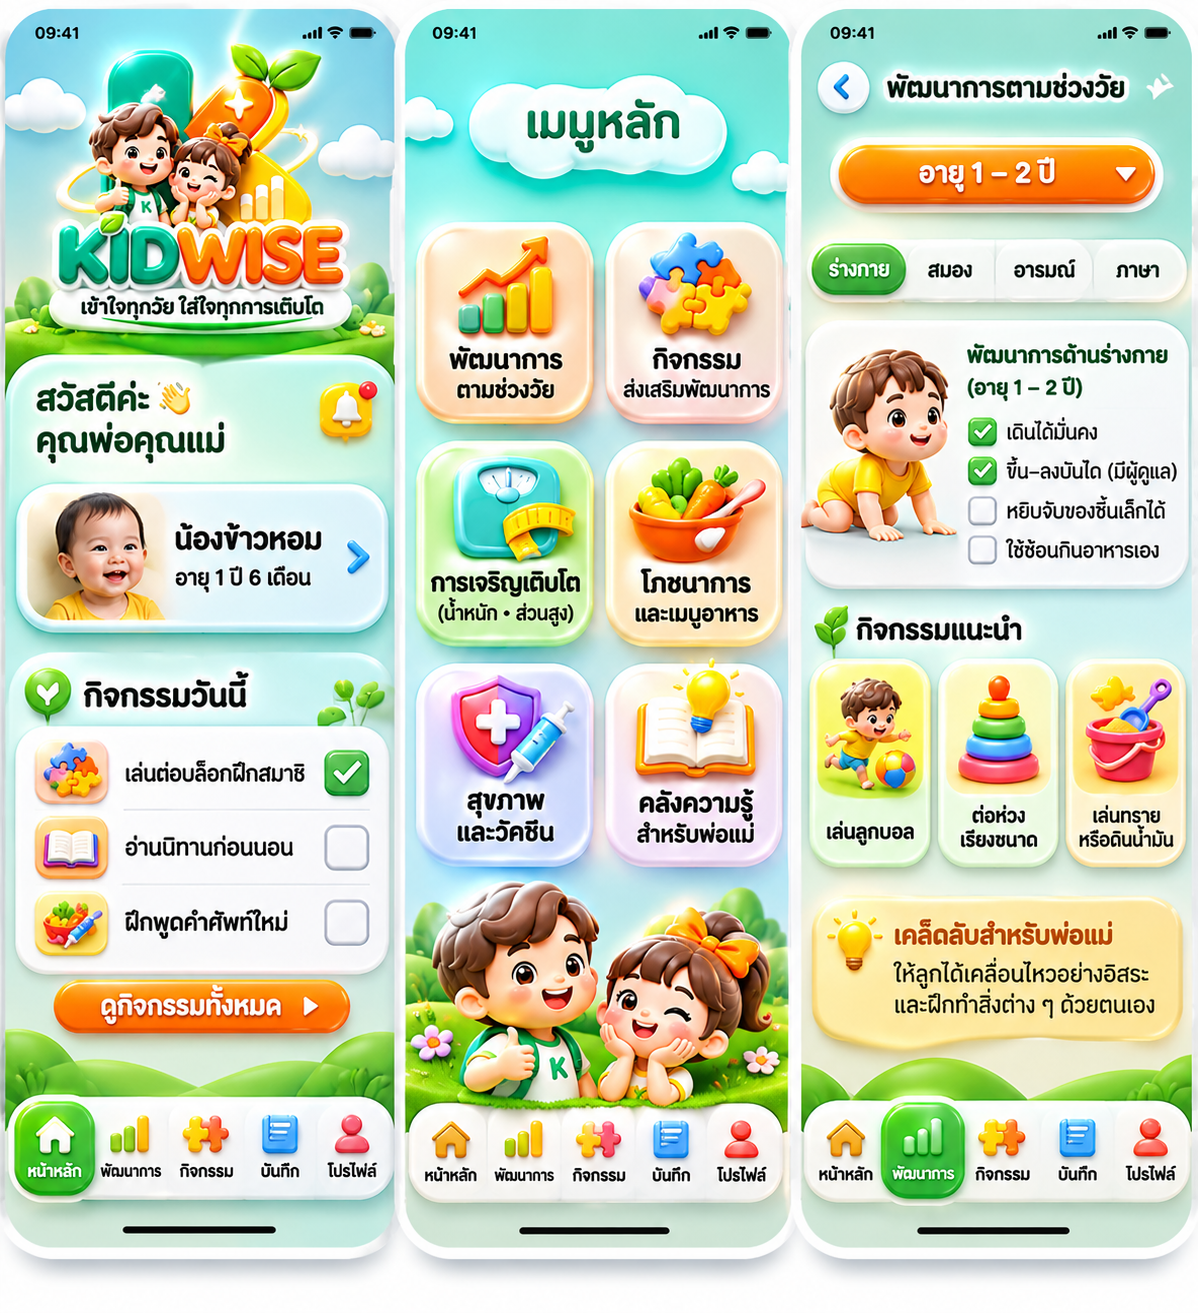 09:41
KIDWISE
เข้าใจทุกวัย ใส่ใจทุกการเติบโต
สวัสดีค่ะ
คุณพ่อคุณแม่
น้องข้าวหอม
อายุ 1 ปี 6 เดือน
กิจกรรมวันนี้
เล่นต่อบล็อกฝึกสมาธิ
อ่านนิทานก่อนนอน
ฝึกพูดคำศัพท์ใหม่
ดูกิจกรรมทั้งหมด
หน้าหลัก
พัฒนาการ
กิจกรรม
บันทึก
โปรไฟล์
09:41
เมนูหลัก
พัฒนาการ
ตามช่วงวัย
กิจกรรม
ส่งเสริมพัฒนาการ
การเจริญเติบโต
(น้ำหนัก • ส่วนสูง)
โภชนาการ
และเมนูอาหาร
สุขภาพ
และวัคซีน
คลังความรู้
สำหรับพ่อแม่
K
หน้าหลัก
พัฒนาการ
กิจกรรม
บันทึก
โปรไฟล์
09:41
พัฒนาการตามช่วงวัย
อายุ 1 – 2 ปี
ร่างกาย
สมอง
อารมณ์
ภาษา
พัฒนาการด้านร่างกาย
(อายุ 1 – 2 ปี)
เดินได้มั่นคง
ขึ้น–ลงบันได (มีผู้ดูแล)
หยิบจับของชิ้นเล็กได้
ใช้ช้อนกินอาหารเอง
กิจกรรมแนะนำ
เล่นลูกบอล
ต่อห่วง
เรียงขนาด
เล่นทราย
หรือดินน้ำมัน
เคล็ดลับสำหรับพ่อแม่
ให้ลูกได้เคลื่อนไหวอย่างอิสระ
และฝึกทำสิ่งต่าง ๆ ด้วยตนเอง
หน้าหลัก
พัฒนาการ
กิจกรรม
บันทึก
โปรไฟล์